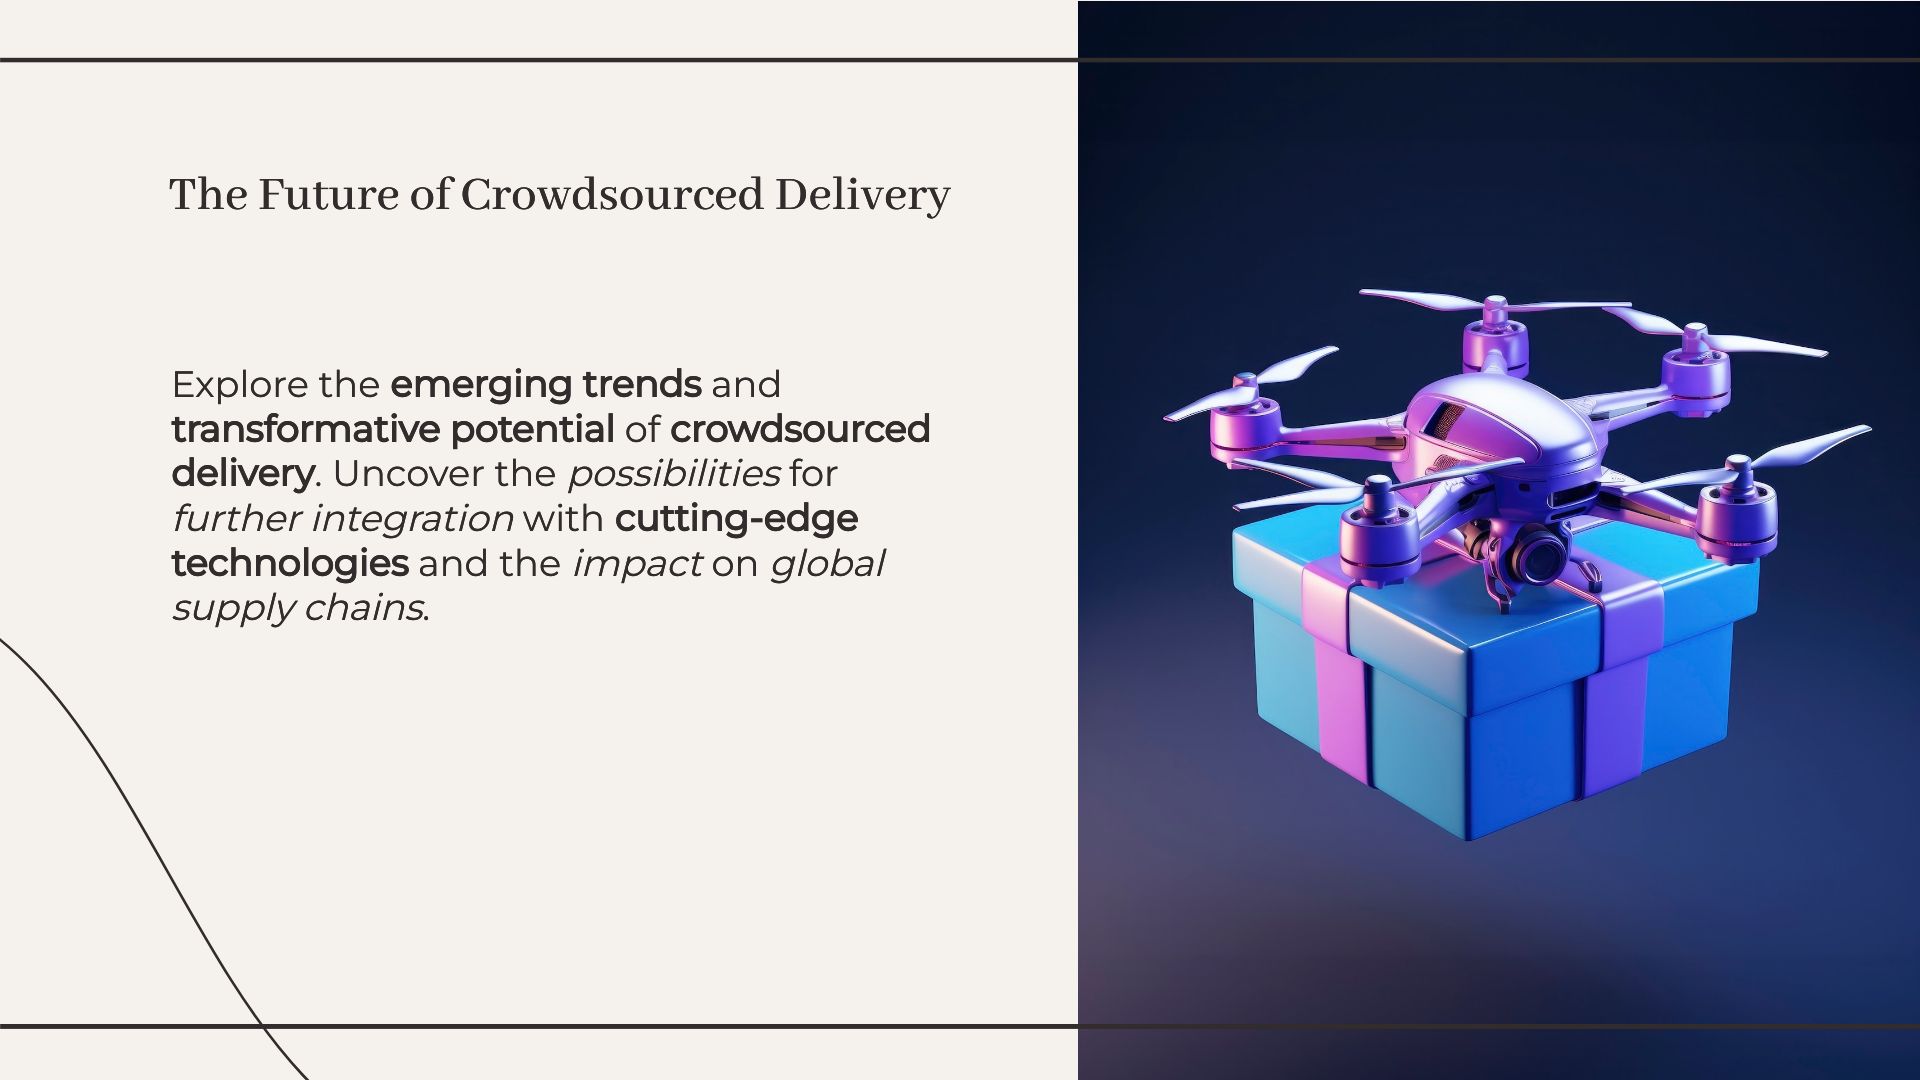 The Future of Crowdsourced Delivery
Explore the emerging trends and
transformative potential of crowdsourced
delivery. Uncover the possibilities for
further integration with cutting-edge
technologies and the impact on global
supply chains.